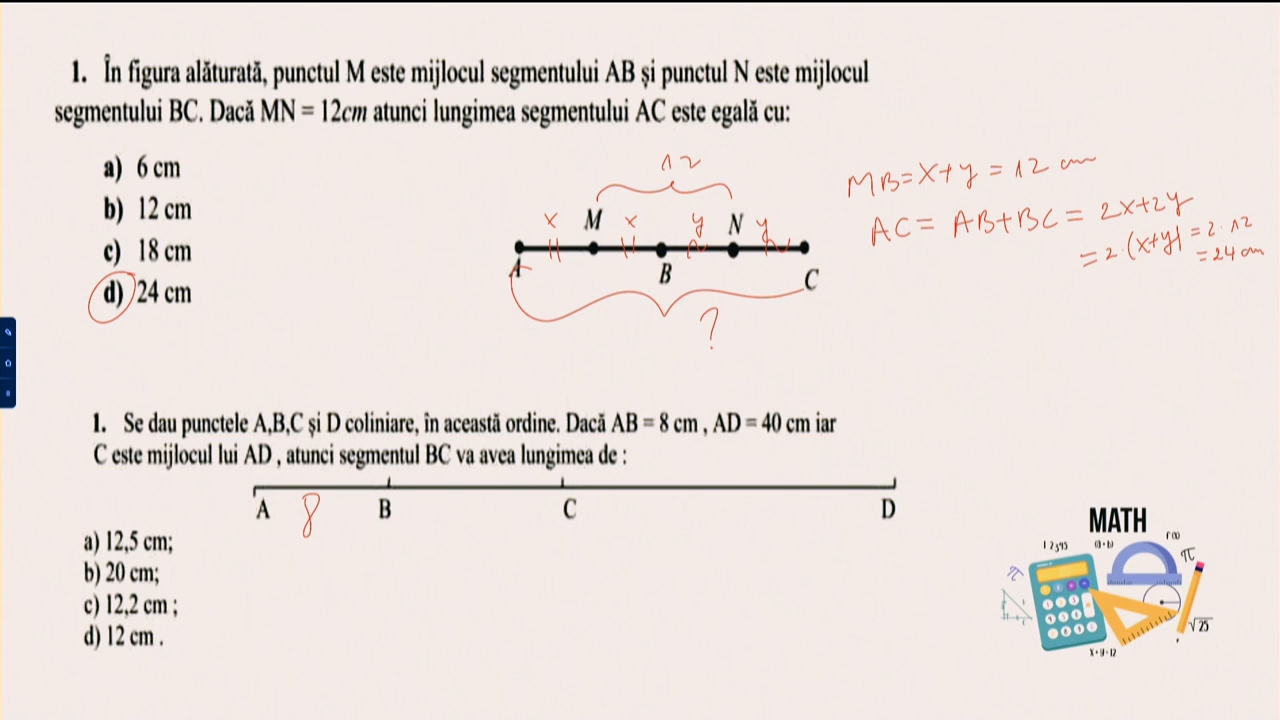 1. În figura alăturată, punctul M este mijlocul segmentului AB și punctul N este mijlocul
segmentului BC. Dacă MN = 12cm atunci lungimea segmentului AC este egală cu:
a) 6 cm
b) 12 cm
c) 18 cm
d) 24 cm
12
x M x y N y
A B C
?
MB=x+y=12 cm
AC= AB+BC= 2x+2y
=2·(x+y)=2·12
=24cm
1. Se dau punctele A,B,C și D coliniare, în această ordine. Dacă AB = 8 cm , AD = 40 cm iar
C este mijlocul lui AD , atunci segmentul BC va avea lungimea de :
A 8 B C D
a) 12,5 cm;
b) 20 cm;
c) 12,2 cm ;
d) 12 cm .
MATH
π
π
√25